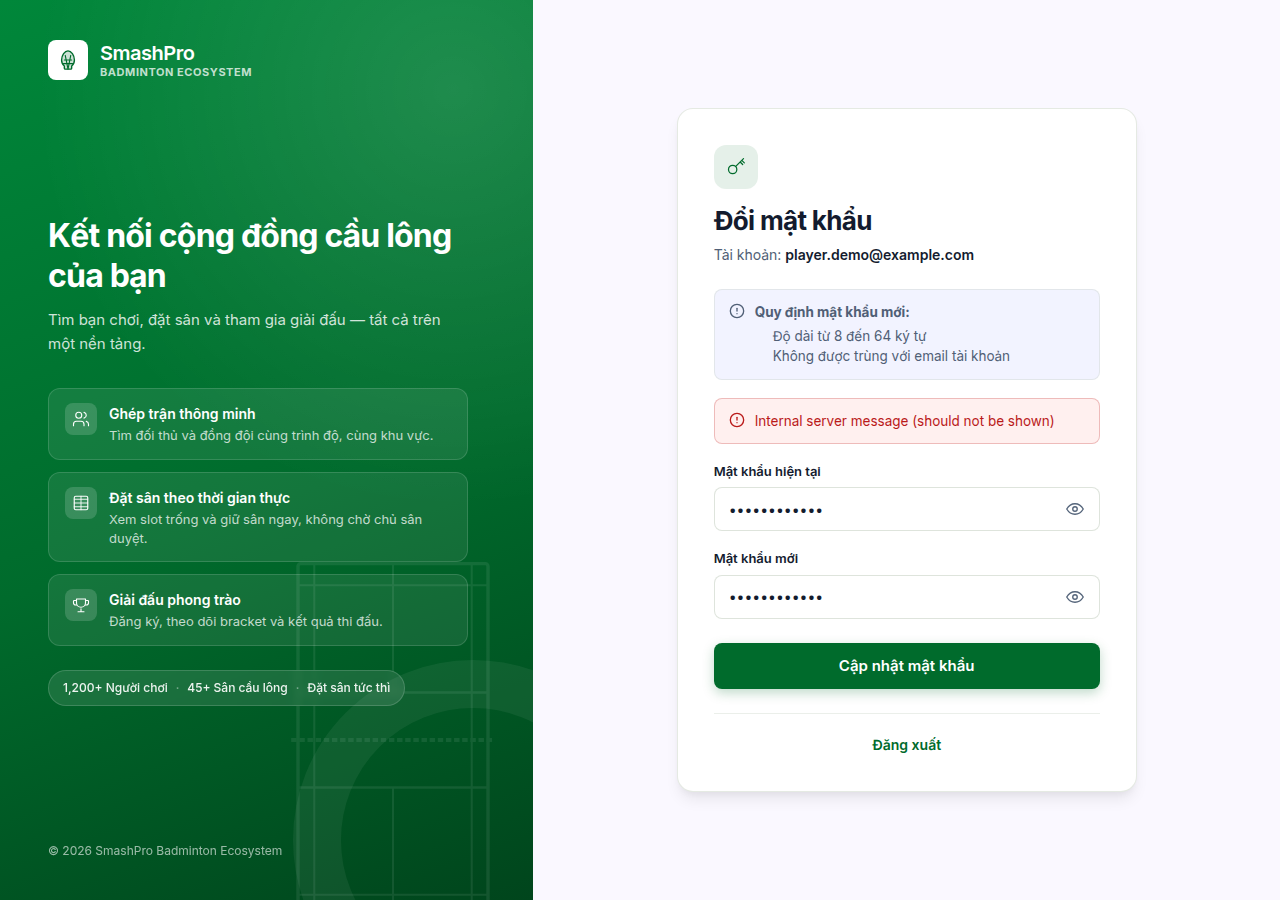 SmashPro
BADMINTON ECOSYSTEM
Kết nối cộng đồng cầu lông
của bạn
Tìm bạn chơi, đặt sân và tham gia giải đấu — tất cả trên
một nền tảng.
Ghép trận thông minh
Tìm đối thủ và đồng đội cùng trình độ, cùng khu vực.
Đặt sân theo thời gian thực
Xem slot trống và giữ sân ngay, không chờ chủ sân
duyệt.
Giải đấu phong trào
Đăng ký, theo dõi bracket và kết quả thi đấu.
1,200+ Người chơi · 45+ Sân cầu lông · Đặt sân tức thì
© 2026 SmashPro Badminton Ecosystem
Đổi mật khẩu
Tài khoản: player.demo@example.com
Quy định mật khẩu mới:
Độ dài từ 8 đến 64 ký tự
Không được trùng với email tài khoản
Internal server message (should not be shown)
Mật khẩu hiện tại
••••••••••••
Mật khẩu mới
••••••••••••
Cập nhật mật khẩu
Đăng xuất